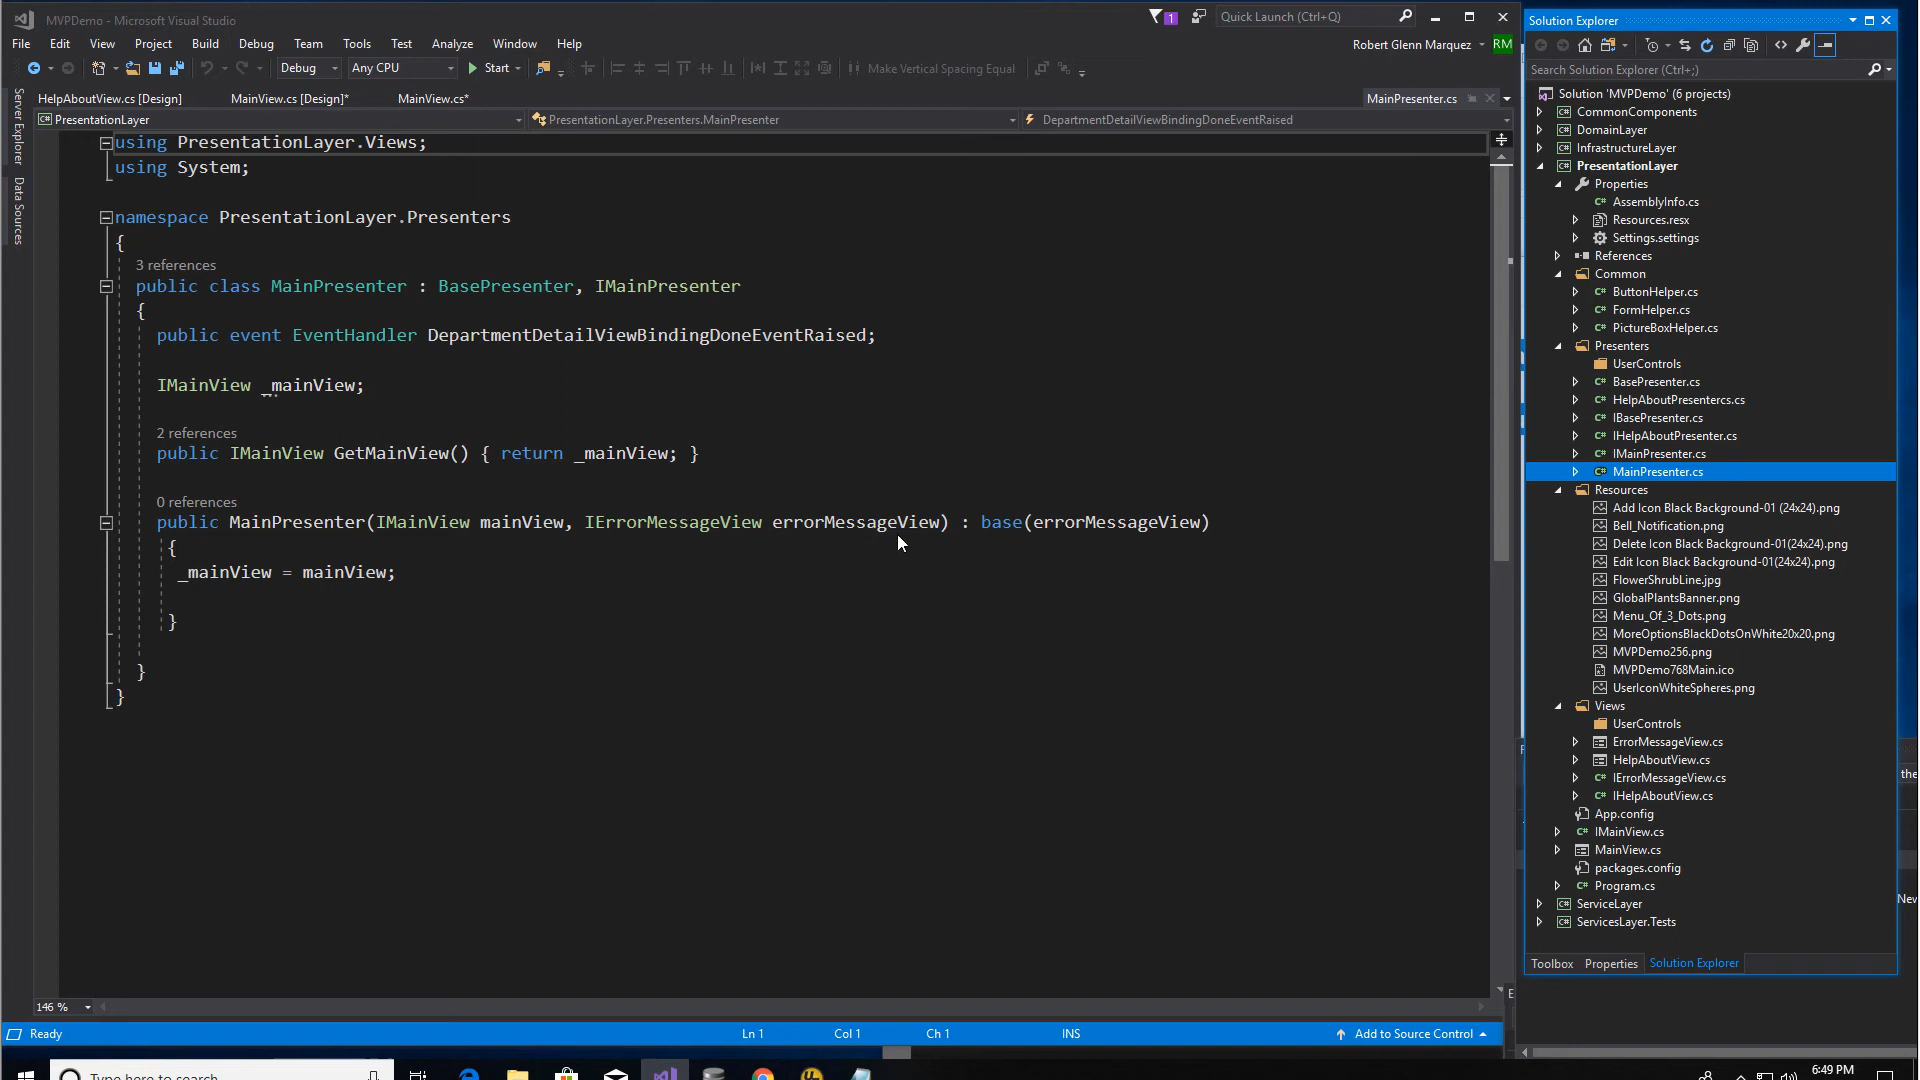 MVPDemo - Microsoft Visual Studio
1
Quick Launch (Ctrl+Q)
File Edit View Project Build Debug Team Tools Test Analyze Window Help
Robert Glenn Marquez RM
Debug Any CPU Start Make Vertical Spacing Equal
HelpAboutView.cs [Design] MainView.cs [Design]* MainView.cs* MainPresenter.cs
PresentationLayer PresentationLayer.Presenters.MainPresenter DepartmentDetailViewBindingDoneEventRaised
Server Explorer
Data Sources
using PresentationLayer.Views;
using System;
namespace PresentationLayer.Presenters
{
3 references
public class MainPresenter : BasePresenter, IMainPresenter
{
public event EventHandler DepartmentDetailViewBindingDoneEventRaised;
IMainView _mainView;
2 references
public IMainView GetMainView() { return _mainView; }
0 references
public MainPresenter(IMainView mainView, IErrorMessageView errorMessageView) : base(errorMessageView)
{
_mainView = mainView;
}
}
}
146 %
Ready Ln 1 Col 1 Ch 1 INS Add to Source Control
Solution Explorer
Search Solution Explorer (Ctrl+;)
Solution 'MVPDemo' (6 projects)
CommonComponents
DomainLayer
InfrastructureLayer
PresentationLayer
Properties
AssemblyInfo.cs
Resources.resx
Settings.settings
References
Common
ButtonHelper.cs
FormHelper.cs
PictureBoxHelper.cs
Presenters
UserControls
BasePresenter.cs
HelpAboutPresentercs.cs
IBasePresenter.cs
IHelpAboutPresenter.cs
IMainPresenter.cs
MainPresenter.cs
Resources
Add Icon Black Background-01 (24x24).png
Bell_Notification.png
Delete Icon Black Background-01(24x24).png
Edit Icon Black Background-01(24x24).png
FlowerShrubLine.jpg
GlobalPlantsBanner.png
Menu_Of_3_Dots.png
MoreOptionsBlackDotsOnWhite20x20.png
MVPDemo256.png
MVPDemo768Main.ico
UserIconWhiteSpheres.png
Views
UserControls
ErrorMessageView.cs
HelpAboutView.cs
IErrorMessageView.cs
IHelpAboutView.cs
App.config
IMainView.cs
MainView.cs
packages.config
Program.cs
ServiceLayer
ServicesLayer.Tests
Toolbox Properties Solution Explorer
the
New
E
Type here to search
6:49 PM